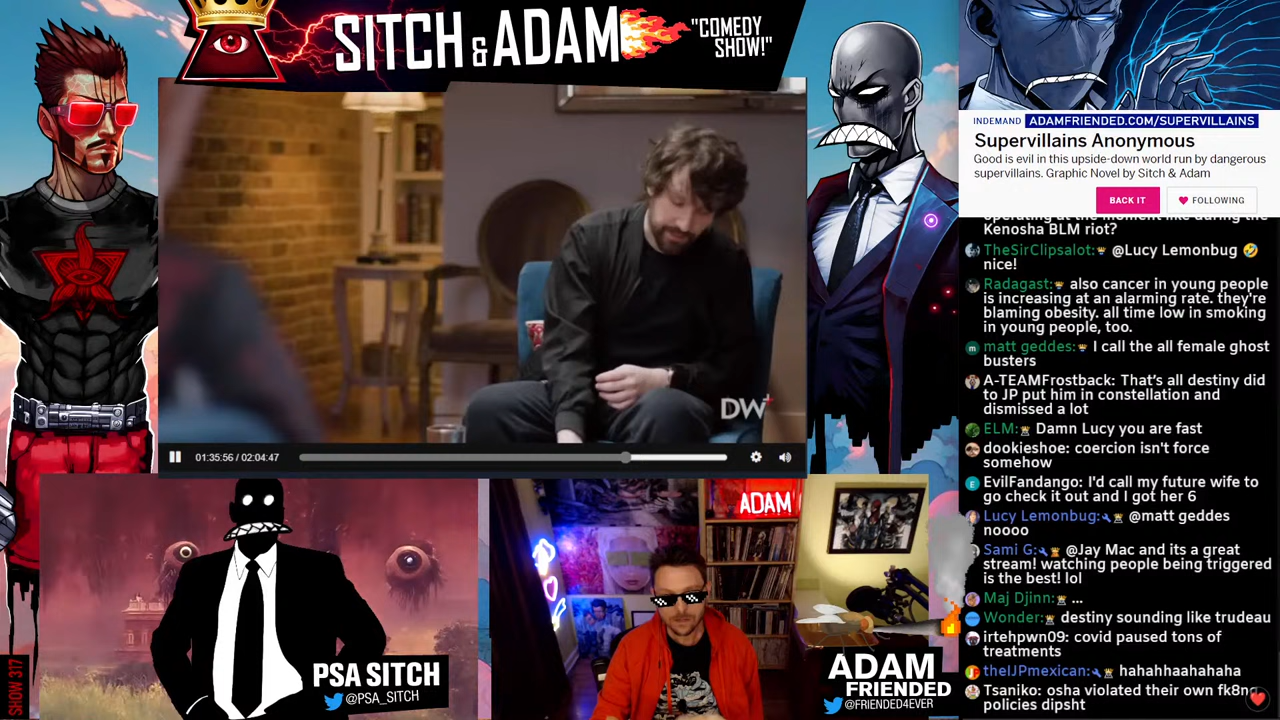 SITCH & ADAM
"COMEDY
SHOW!"
INDEMAND ADAMFRIENDED.COM/SUPERVILLAINS
Supervillains Anonymous
Good is evil in this upside-down world run by dangerous
supervillains. Graphic Novel by Sitch & Adam
BACK IT
FOLLOWING
Kenosha BLM riot?
TheSirClipsalot: @Lucy Lemonbug 🤣
nice!
Radagast: also cancer in young people
is increasing at an alarming rate. they're
blaming obesity. all time low in smoking
in young people, too.
matt geddes: I call the all female ghost
busters
A-TEAMFrostback: That's all destiny did
to JP put him in constellation and
dismissed a lot
ELM: Damn Lucy you are fast
dookieshoe: coercion isn't force
somehow
EvilFandango: I'd call my future wife to
go check it out and I got her 6
Lucy Lemonbug: @matt geddes
noooo
Sami G: @Jay Mac and its a great
stream! watching people being triggered
is the best! lol
Maj Djinn: ...
Wonder: destiny sounding like trudeau
irtehpwn09: covid paused tons of
treatments
theIJPmexican: hahahhaahahaha
Tsaniko: osha violated their own fk8ng
policies dipsht
DW+
01:35:56 / 02:04:47
ADAM
PSA SITCH
@PSA_SITCH
ADAM
FRIENDED
@FRIENDED4EVER
SHOW 317